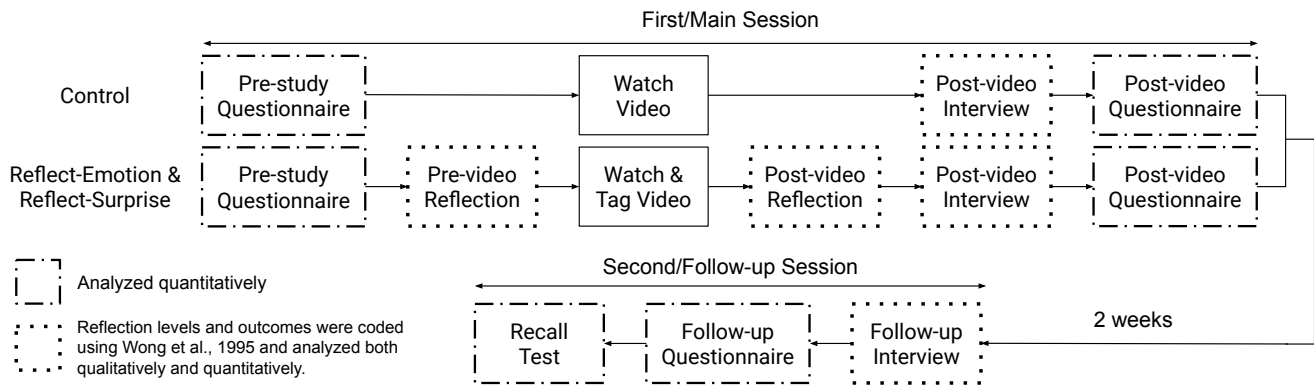 First/Main Session
Control
Pre-study
Questionnaire
Watch
Video
Post-video
Interview
Post-video
Questionnaire
Reflect-Emotion &
Reflect-Surprise
Pre-study
Questionnaire
Pre-video
Reflection
Watch &
Tag Video
Post-video
Reflection
Post-video
Interview
Post-video
Questionnaire
Analyzed quantitatively
Reflection levels and outcomes were coded
using Wong et al., 1995 and analyzed both
qualitatively and quantitatively.
Second/Follow-up Session
Recall
Test
Follow-up
Questionnaire
Follow-up
Interview
2 weeks